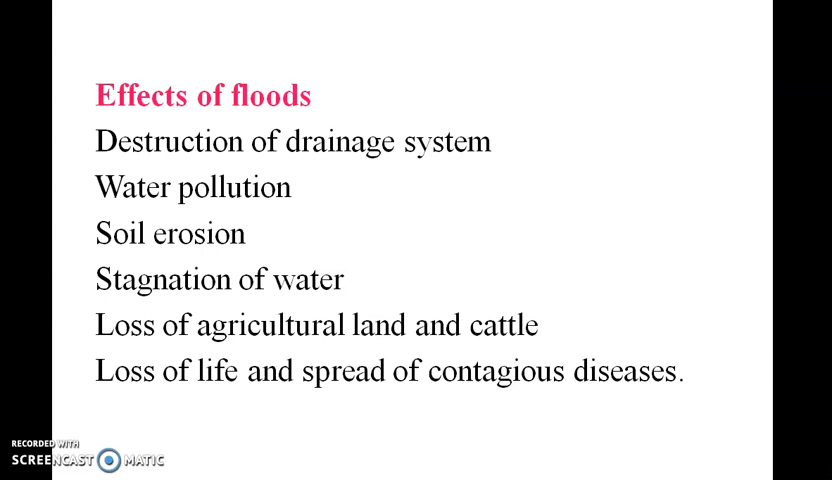 Effects of floods
Destruction of drainage system
Water pollution
Soil erosion
Stagnation of water
Loss of agricultural land and cattle
Loss of life and spread of contagious diseases.
RECORDED WITH
SCREENCAST MATIC